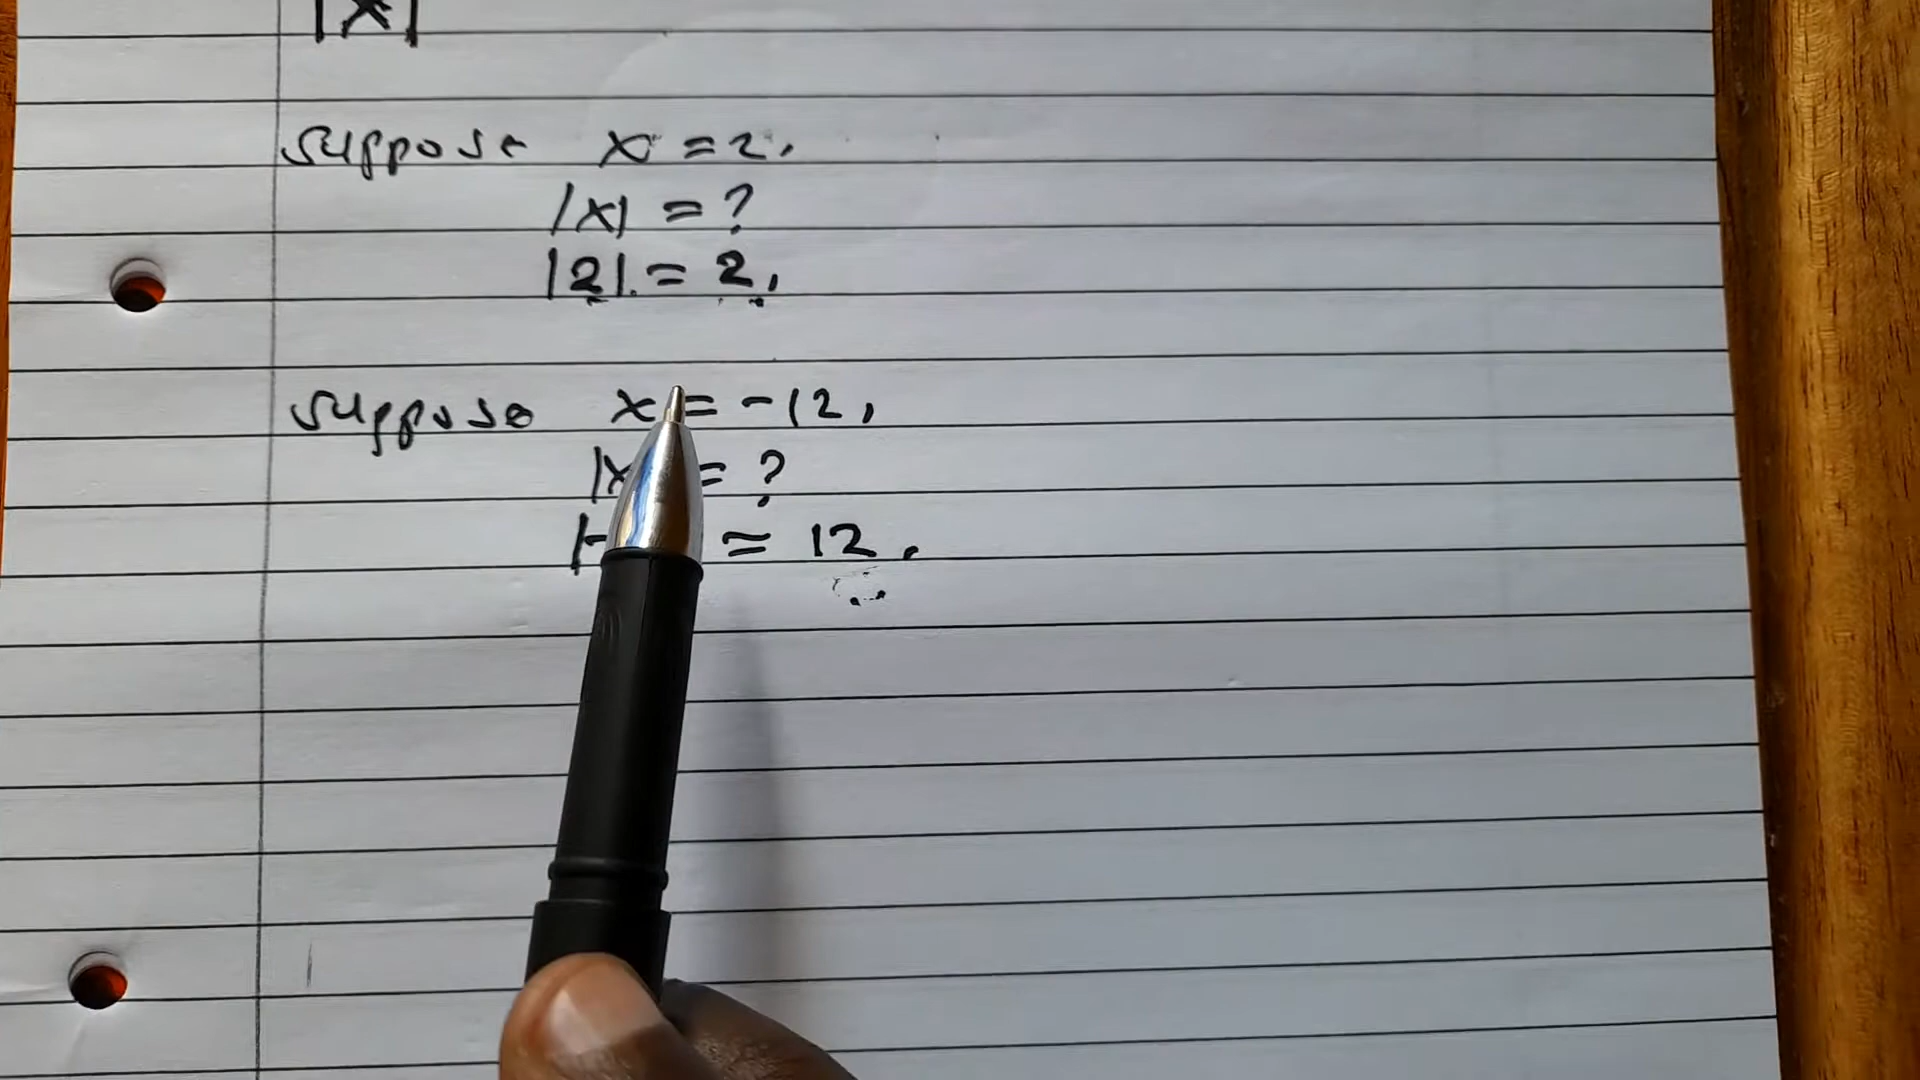 |x|
suppose x = 2,
|x| = ?
|2| = 2,
suppose x = -12,
|x = ?
|- = 12,